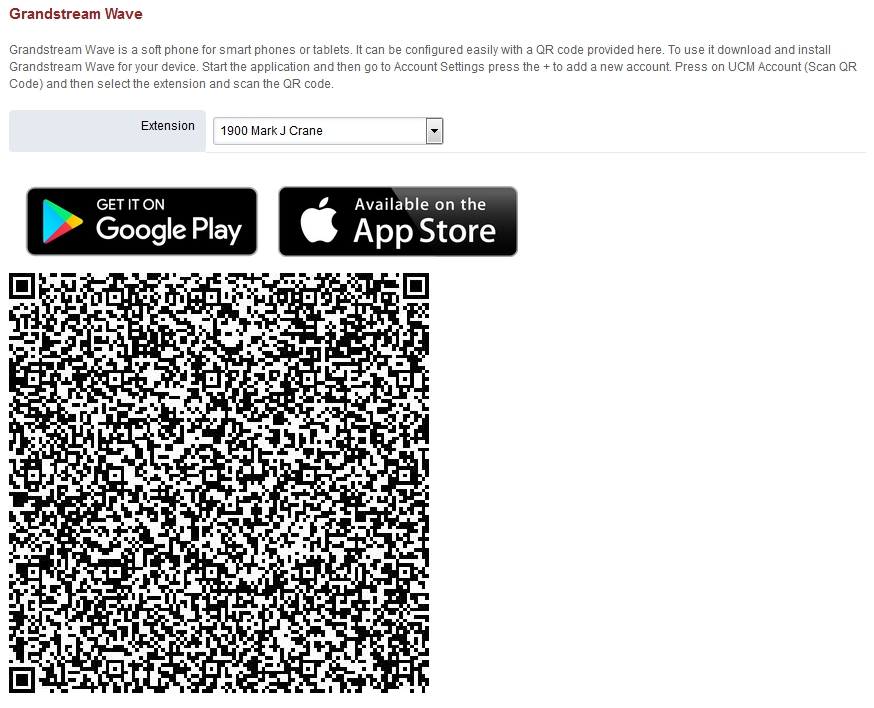 Grandstream Wave
Grandstream Wave is a soft phone for smart phones or tablets. It can be configured easily with a QR code provided here. To use it download and install
Grandstream Wave for your device. Start the application and then go to Account Settings press the + to add a new account. Press on UCM Account (Scan QR
Code) and then select the extension and scan the QR code.
Extension
1900 Mark J Crane
GET IT ON
Google Play
Available on the
App Store